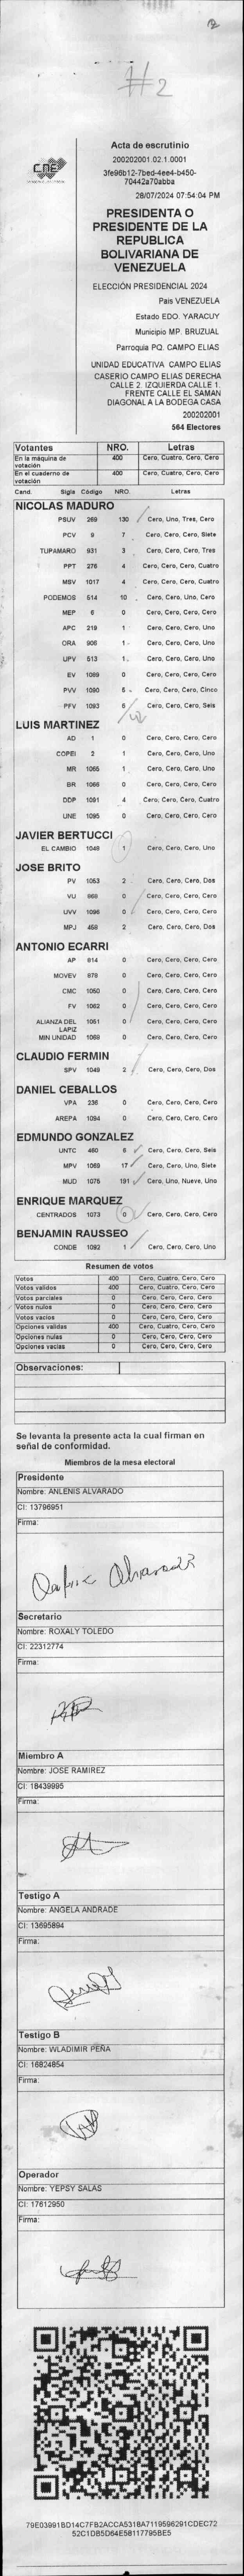 #2
CNE
Acta de escrutinio
200202001.02.1.0001
3fe96b12-7bed-4ee4-b450-
70442a70abba
28/07/2024 07:54:04 PM
PRESIDENTA O
PRESIDENTE DE LA
REPUBLICA
BOLIVARIANA DE
VENEZUELA
ELECCIÓN PRESIDENCIAL 2024
Pais VENEZUELA
Estado EDO. YARACUY
Municipio MP. BRUZUAL
Parroquia PQ. CAMPO ELIAS
UNIDAD EDUCATIVA CAMPO ELIAS
CASERIO CAMPO ELIAS DERECHA
CALLE 2. IZQUIERDA CALLE 1.
FRENTE CALLE EL SAMAN
DIAGONAL A LA BODEGA CASA
200202001
564 Electores
Votantes NRO. Letras
En la máquina de votación 400 Cero, Cuatro, Cero, Cero
En el cuaderno de votación 400 Cero, Cuatro, Cero, Cero
Cand. Sigla Código NRO. Letras
NICOLAS MADURO
PSUV 269 130 Cero, Uno, Tres, Cero
PCV 9 7 Cero, Cero, Cero, Siete
TUPAMARO 931 3 Cero, Cero, Cero, Tres
PPT 276 4 Cero, Cero, Cero, Cuatro
MSV 1017 4 Cero, Cero, Cero, Cuatro
PODEMOS 514 10 Cero, Cero, Uno, Cero
MEP 6 0 Cero, Cero, Cero, Cero
APC 219 1 Cero, Cero, Cero, Uno
ORA 906 1 Cero, Cero, Cero, Uno
UPV 513 1 Cero, Cero, Cero, Uno
EV 1089 0 Cero, Cero, Cero, Cero
PVV 1090 5 Cero, Cero, Cero, Cinco
PFV 1093 6 Cero, Cero, Cero, Seis
LUIS MARTINEZ
AD 1 0 Cero, Cero, Cero, Cero
COPEI 2 1 Cero, Cero, Cero, Uno
MR 1065 1 Cero, Cero, Cero, Uno
BR 1066 0 Cero, Cero, Cero, Cero
DDP 1091 4 Cero, Cero, Cero, Cuatro
UNE 1095 0 Cero, Cero, Cero, Cero
JAVIER BERTUCCI
EL CAMBIO 1048 1 Cero, Cero, Cero, Uno
JOSE BRITO
PV 1053 2 Cero, Cero, Cero, Dos
VU 868 0 Cero, Cero, Cero, Cero
UVV 1096 0 Cero, Cero, Cero, Cero
MPJ 458 2 Cero, Cero, Cero, Dos
ANTONIO ECARRI
AP 814 0 Cero, Cero, Cero, Cero
MOVEV 878 0 Cero, Cero, Cero, Cero
CMC 1050 0 Cero, Cero, Cero, Cero
FV 1062 0 Cero, Cero, Cero, Cero
ALIANZA DEL LAPIZ 1051 0 Cero, Cero, Cero, Cero
MIN UNIDAD 1069 0 Cero, Cero, Cero, Cero
CLAUDIO FERMIN
SPV 1049 2 Cero, Cero, Cero, Dos
DANIEL CEBALLOS
VPA 236 0 Cero, Cero, Cero, Cero
AREPA 1094 0 Cero, Cero, Cero, Cero
EDMUNDO GONZALEZ
UNTC 460 6 Cero, Cero, Cero, Seis
MPV 1068 17 Cero, Cero, Uno, Siete
MUD 1075 191 Cero, Uno, Nueve, Uno
ENRIQUE MARQUEZ
CENTRADOS 1073 0 Cero, Cero, Cero, Cero
BENJAMIN RAUSSEO
CONDE 1092 1 Cero, Cero, Cero, Uno
Resumen de votos
Votos 400 Cero, Cuatro, Cero, Cero
Votos validos 400 Cero, Cuatro, Cero, Cero
Votos parciales 0 Cero, Cero, Cero, Cero
Votos nulos 0 Cero, Cero, Cero, Cero
Votos vacios 0 Cero, Cero, Cero, Cero
Opciones validas 400 Cero, Cuatro, Cero, Cero
Opciones nulas 0 Cero, Cero, Cero, Cero
Opciones vacias 0 Cero, Cero, Cero, Cero
Observaciones:
Se levanta la presente acta la cual firman en
señal de conformidad.
Miembros de la mesa electoral
Presidente
Nombre: ANLENIS ALVARADO
CI: 13796951
Firma:
Secretario
Nombre: ROXALY TOLEDO
CI: 22312774
Firma:
Miembro A
Nombre: JOSE RAMIREZ
CI: 18439995
Firma:
Testigo A
Nombre: ANGELA ANDRADE
CI: 13695894
Firma:
Testigo B
Nombre: WLADIMIR PEÑA
CI: 16824854
Firma:
Operador
Nombre: YEPSY SALAS
CI: 17612950
Firma:
79E03991BD14C7FB2ACCA5318A7119596291CDEC72
52C1DB5D64E58117795BE5